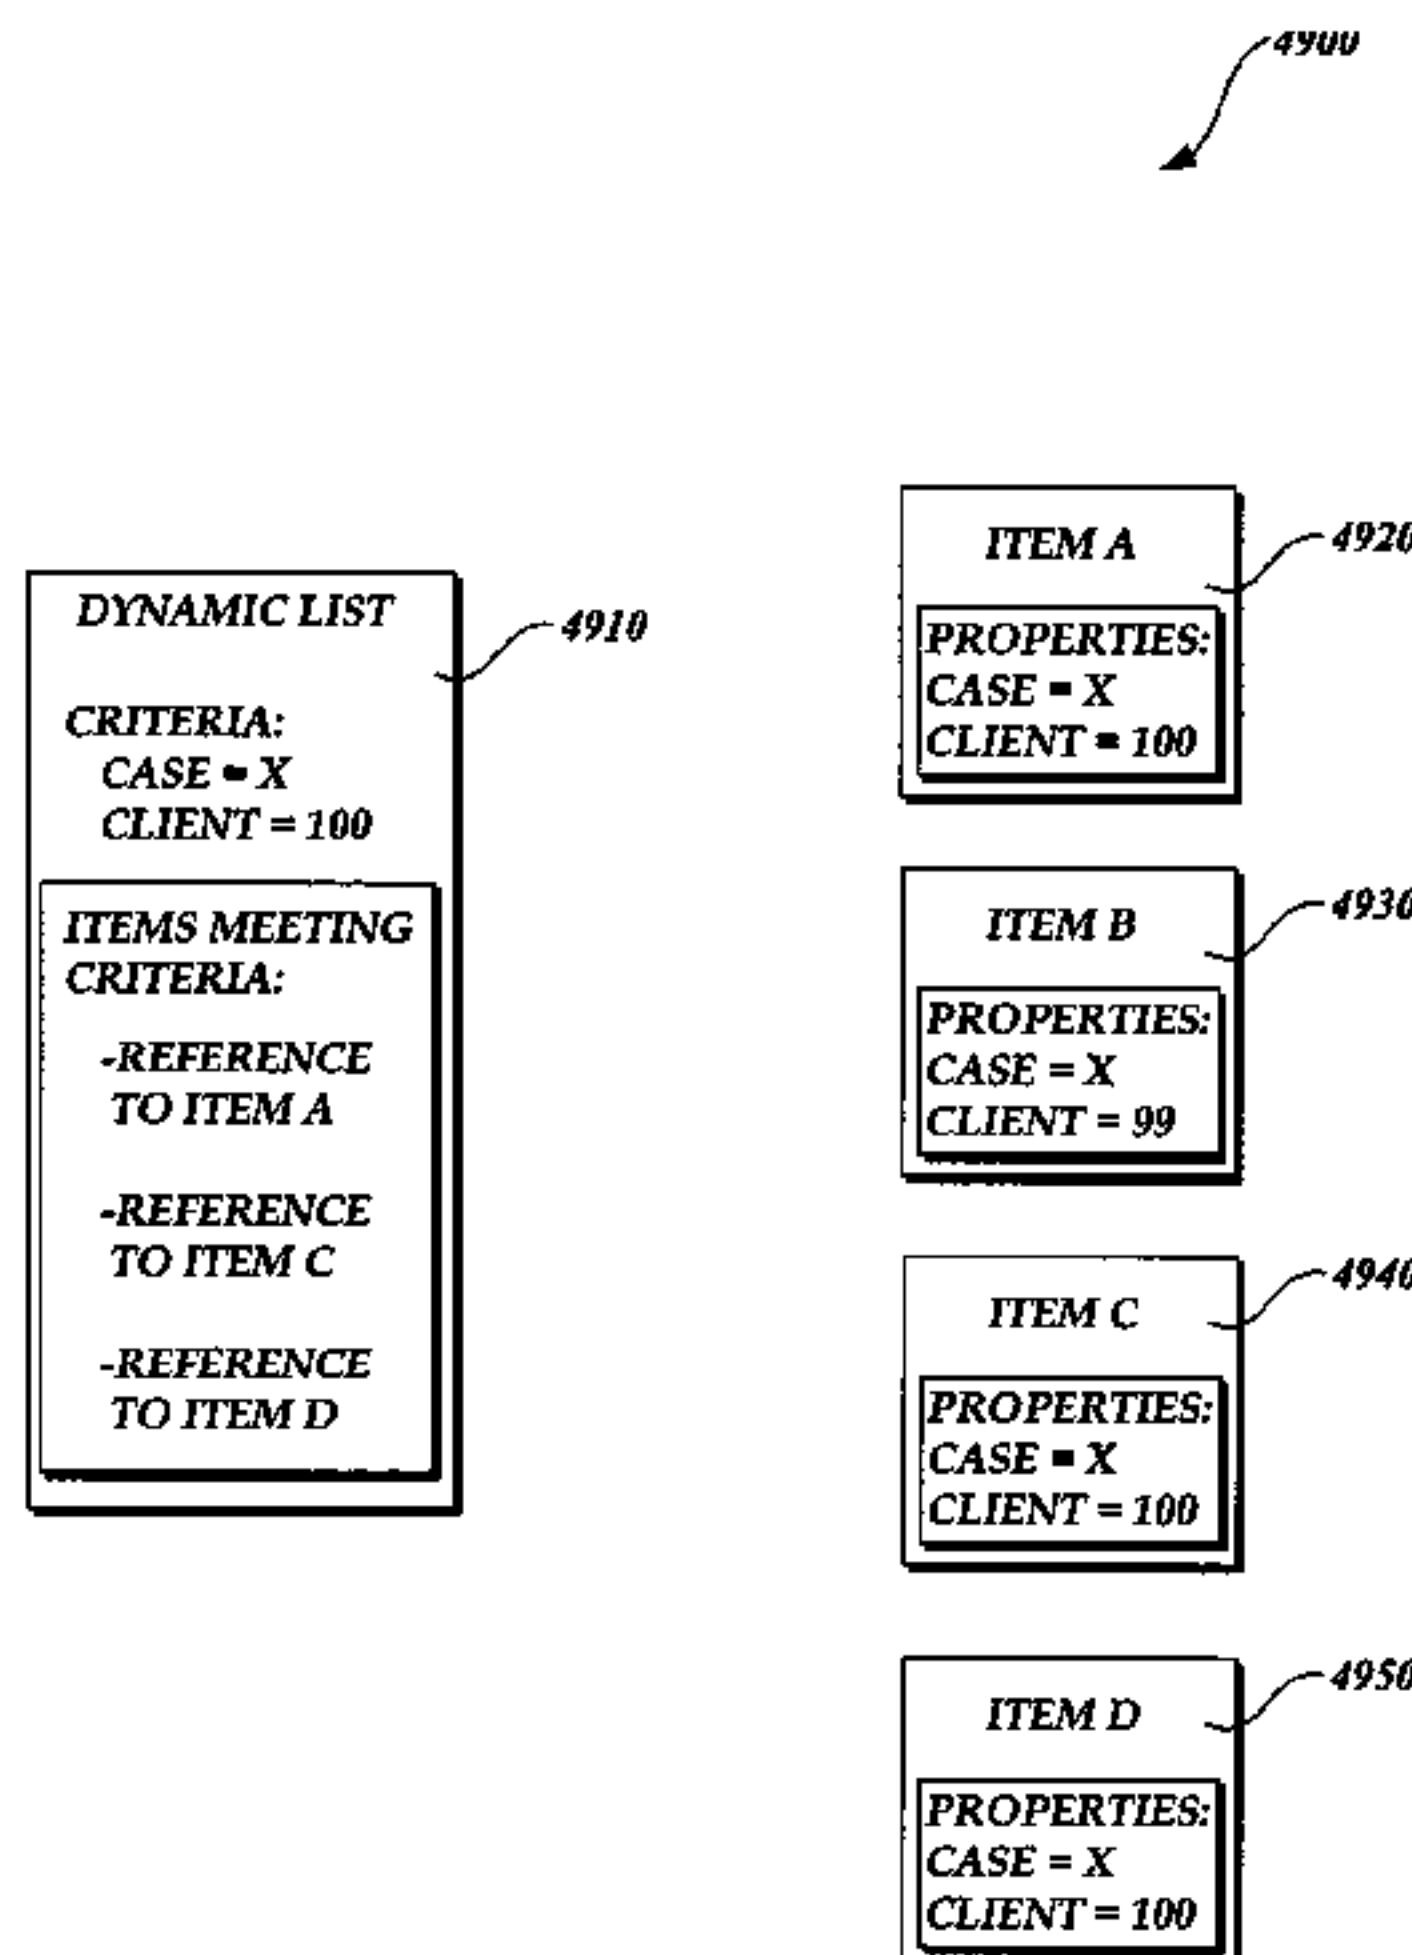 4900
DYNAMIC LIST
4910
CRITERIA:
CASE = X
CLIENT = 100
ITEMS MEETING
CRITERIA:
-REFERENCE
TO ITEM A
-REFERENCE
TO ITEM C
-REFERENCE
TO ITEM D
ITEM A
4920
PROPERTIES:
CASE = X
CLIENT = 100
ITEM B
4930
PROPERTIES:
CASE = X
CLIENT = 99
ITEM C
4940
PROPERTIES:
CASE = X
CLIENT = 100
ITEM D
4950
PROPERTIES:
CASE = X
CLIENT = 100